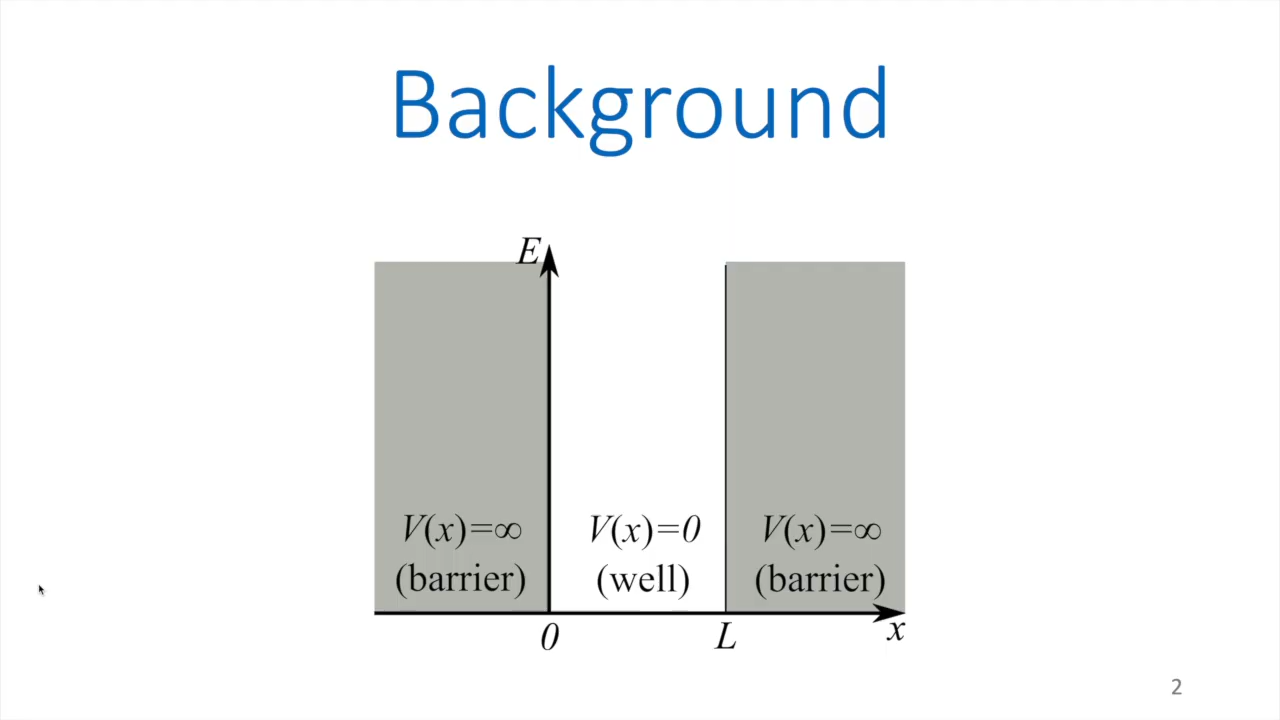 Background
E
V(x)=∞ V(x)=0 V(x)=∞
(barrier) (well) (barrier)
0 L x
2